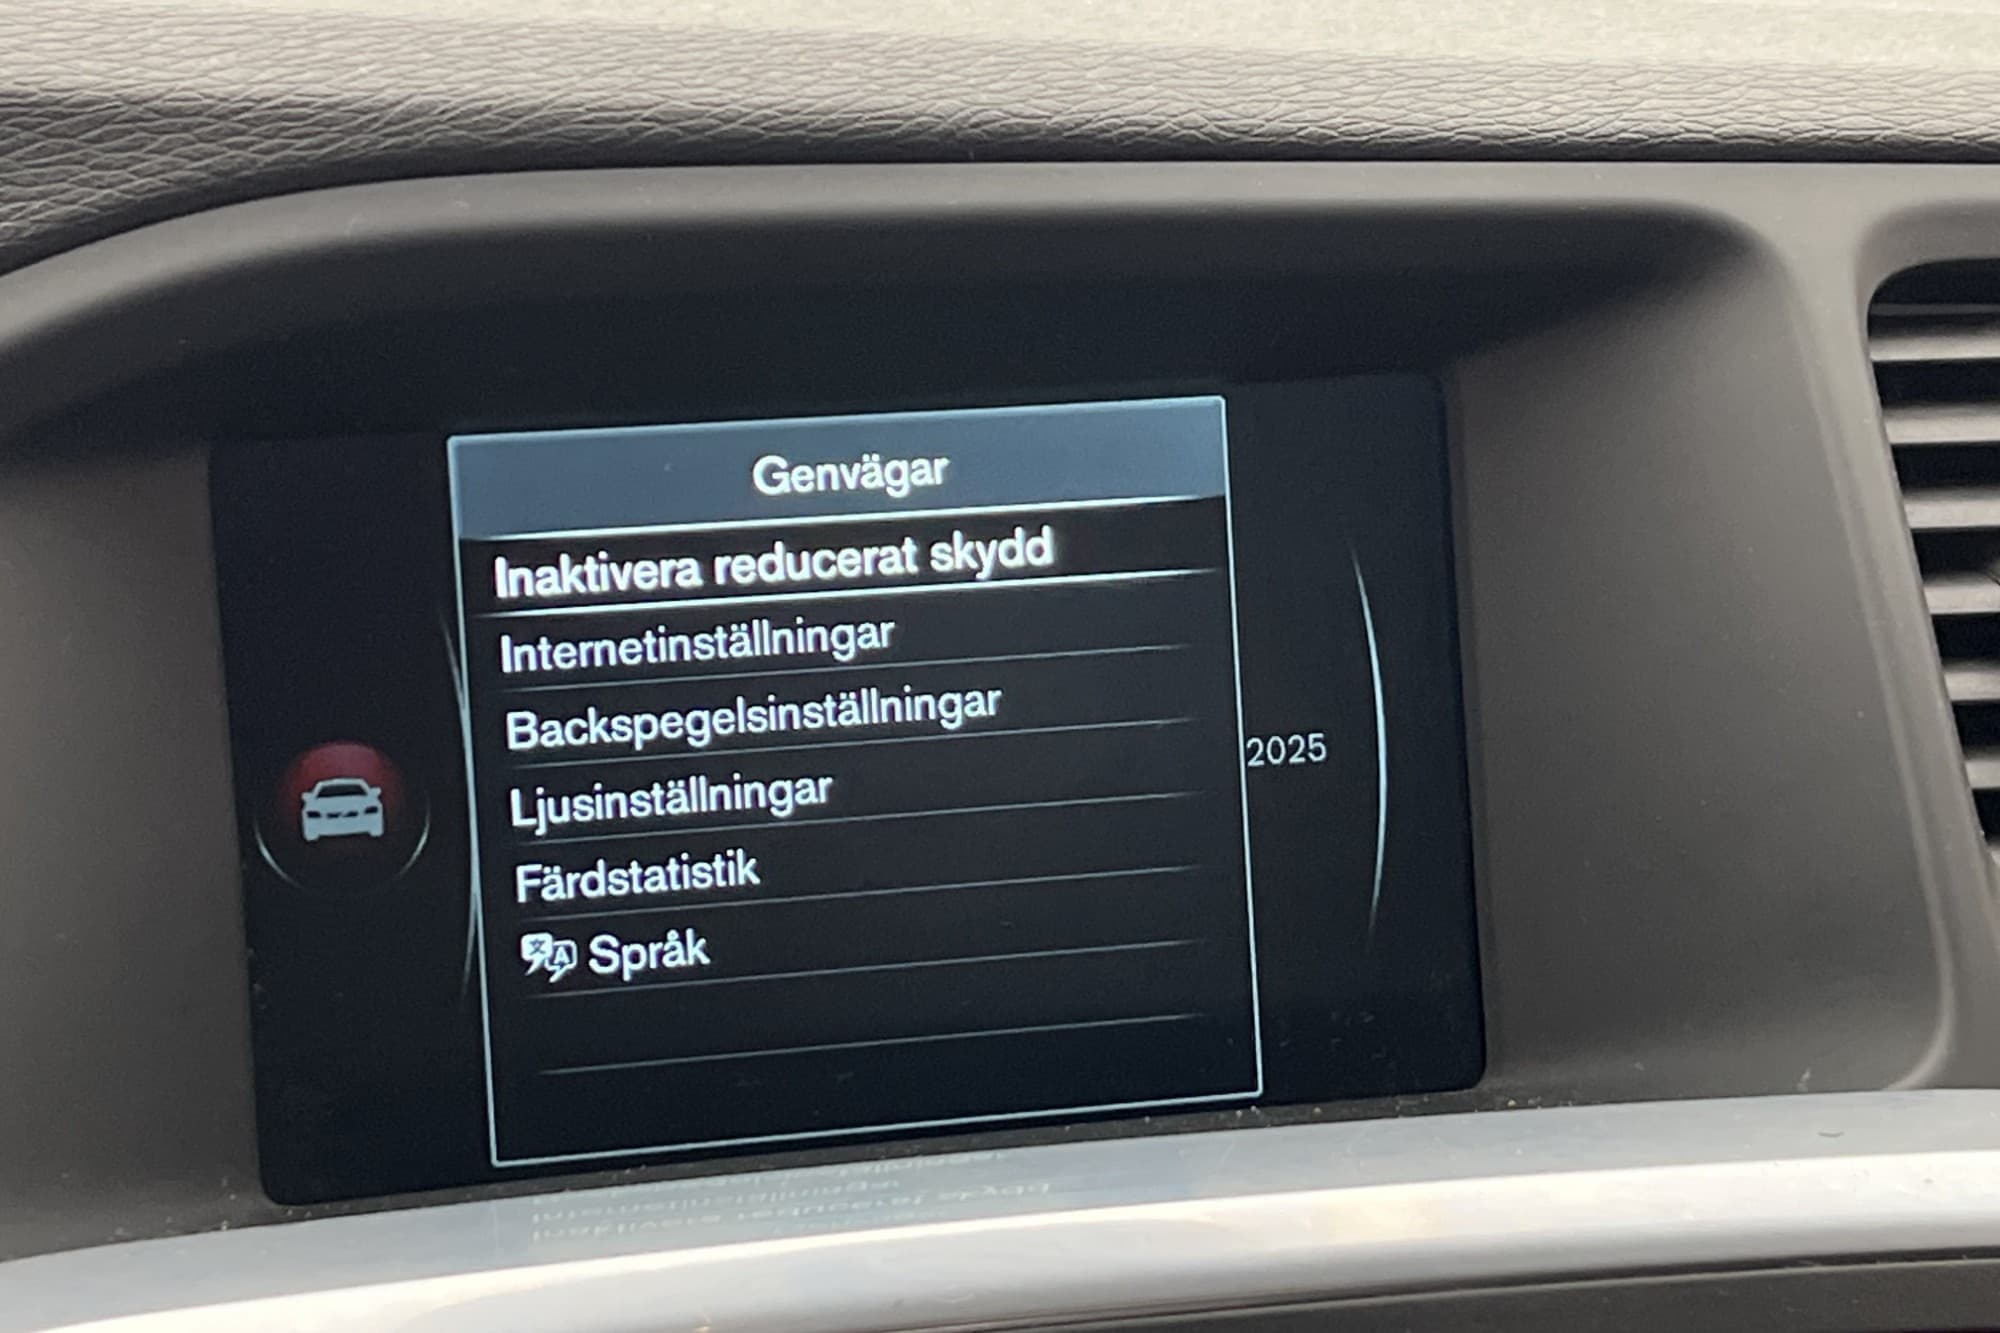 Genvägar
Inaktivera reducerat skydd
Internetinställningar
Backspegelsinställningar
2025
Ljusinställningar
Färdstatistik
Språk